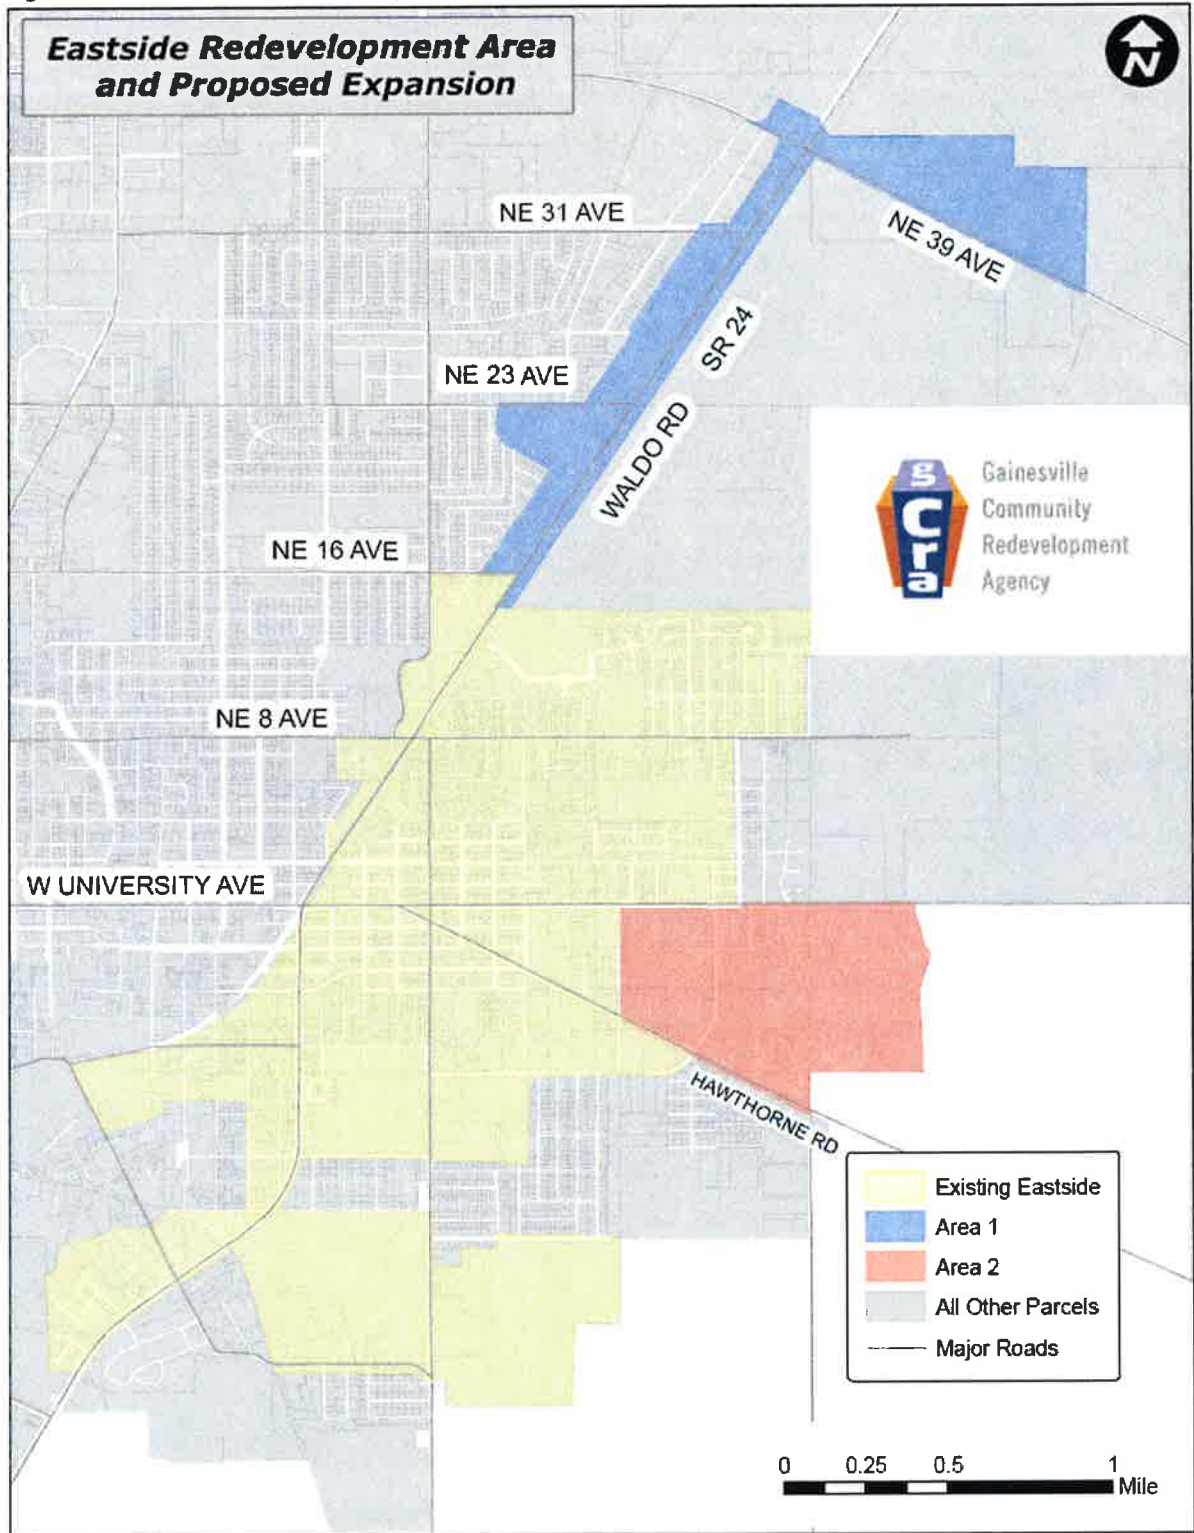 Eastside Redevelopment Area
and Proposed Expansion
N
NE 31 AVE
NE 39 AVE
SR 24
NE 23 AVE
WALDO RD
g
C
r
a
Gainesville
Community
Redevelopment
Agency
NE 16 AVE
NE 8 AVE
W UNIVERSITY AVE
HAWTHORNE RD
Existing Eastside
Area 1
Area 2
All Other Parcels
Major Roads
0 0.25 0.5 1
Mile